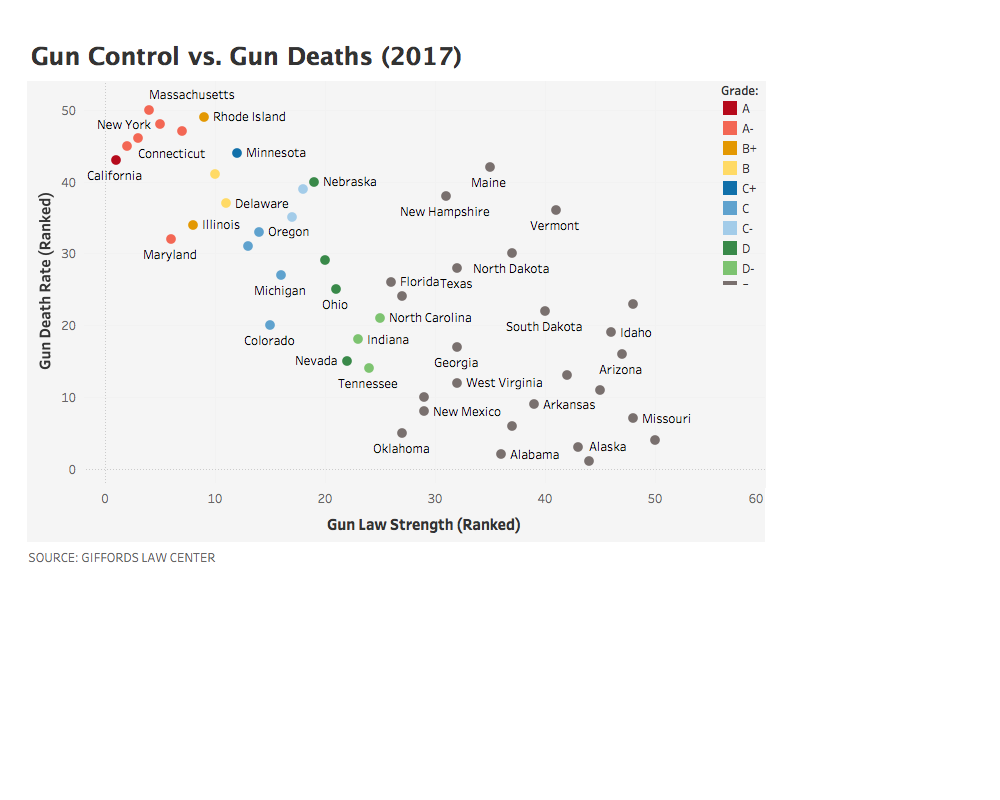 Gun Control vs. Gun Deaths (2017)
Grade:
A
A-
B+
B
C+
C
C-
D
D-
Massachusetts
New York
Rhode Island
Connecticut
Minnesota
California
Nebraska
Maine
Delaware
New Hampshire
Illinois
Oregon
Vermont
Maryland
North Dakota
Michigan
Florida
Texas
Ohio
North Carolina
South Dakota
Idaho
Colorado
Indiana
Nevada
Georgia
Arizona
Tennessee
West Virginia
Arkansas
New Mexico
Missouri
Oklahoma
Alabama
Alaska
50
40
30
20
10
0
Gun Death Rate (Ranked)
0 10 20 30 40 50 60
Gun Law Strength (Ranked)
SOURCE: GIFFORDS LAW CENTER